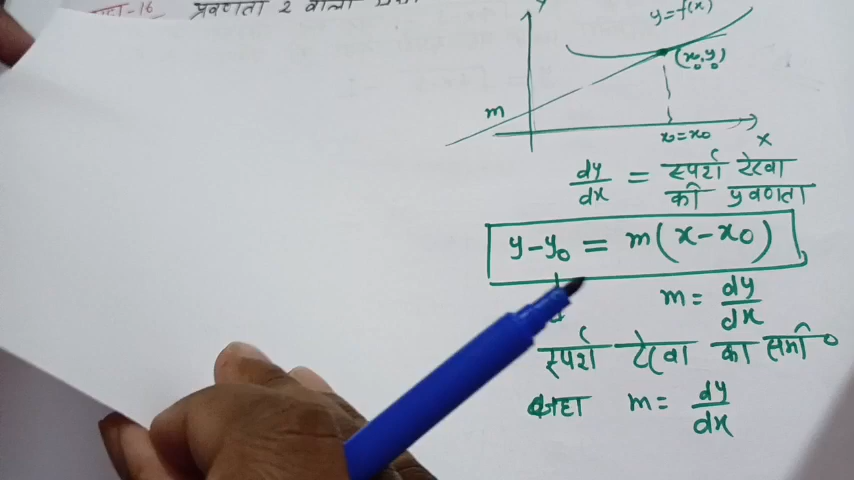 प्रवणता 2 वाली
y
y=f(x)
(x₀,y₀)
m
x₀=x₀
x
dy/dx = स्पर्श रेखा की प्रवणता
y-y₀ = m(x-x₀)
m= dy/dx
स्पर्श रेखा का समी०
जहा m= dy/dx